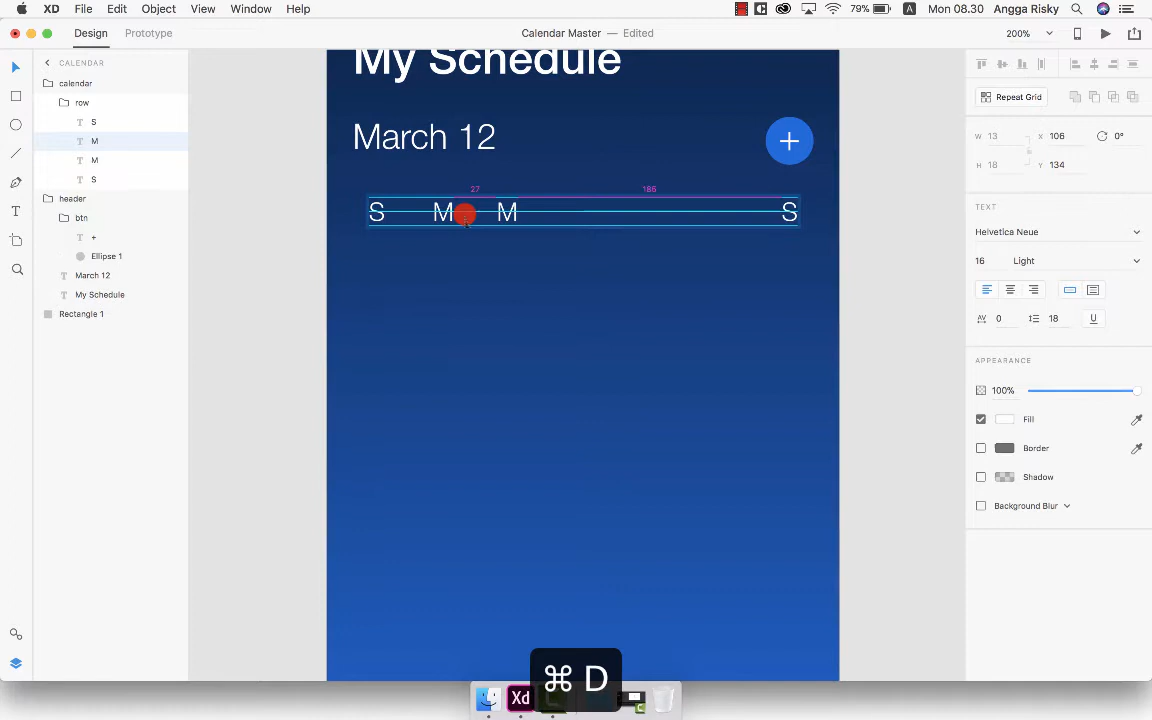 XD File Edit Object View Window Help 79% A Mon 08.30 Angga Risky
Design Prototype Calendar Master — Edited 200%
CALENDAR
calendar
row
S
M
M
S
header
btn
+
Ellipse 1
March 12
My Schedule
Rectangle 1
My Schedule
March 12
27 185
S M M S
⌘ D
Xd
Repeat Grid
W 13 X 106 0°
H 18 Y 134
TEXT
Helvetica Neue
16 Light
AV 0 18 U
APPEARANCE
100%
Fill
Border
Shadow
Background Blur